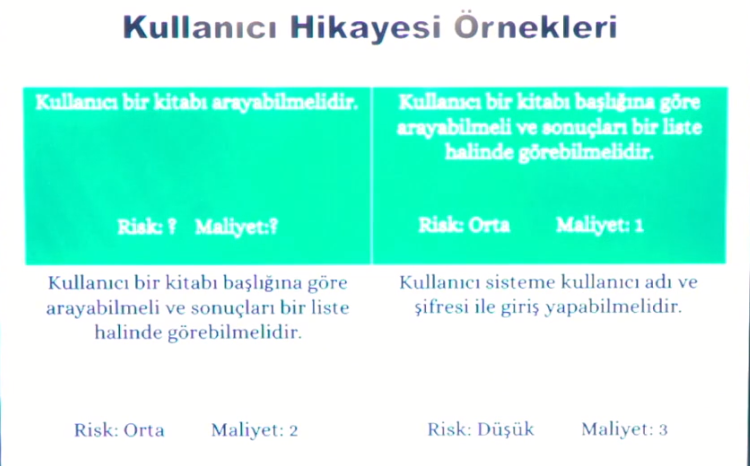 Kullanıcı Hikayesi Örnekleri
Kullanıcı bir kitabı arayabilmelidir.
Risk: ? Maliyet:?
Kullanıcı bir kitabı başlığına göre
arayabilmeli ve sonuçları bir liste
halinde görebilmelidir.
Risk: Orta Maliyet: 1
Kullanıcı bir kitabı başlığına göre
arayabilmeli ve sonuçları bir liste
halinde görebilmelidir.
Risk: Orta Maliyet: 2
Kullanıcı sisteme kullanıcı adı ve
şifresi ile giriş yapabilmelidir.
Risk: Düşük Maliyet: 3